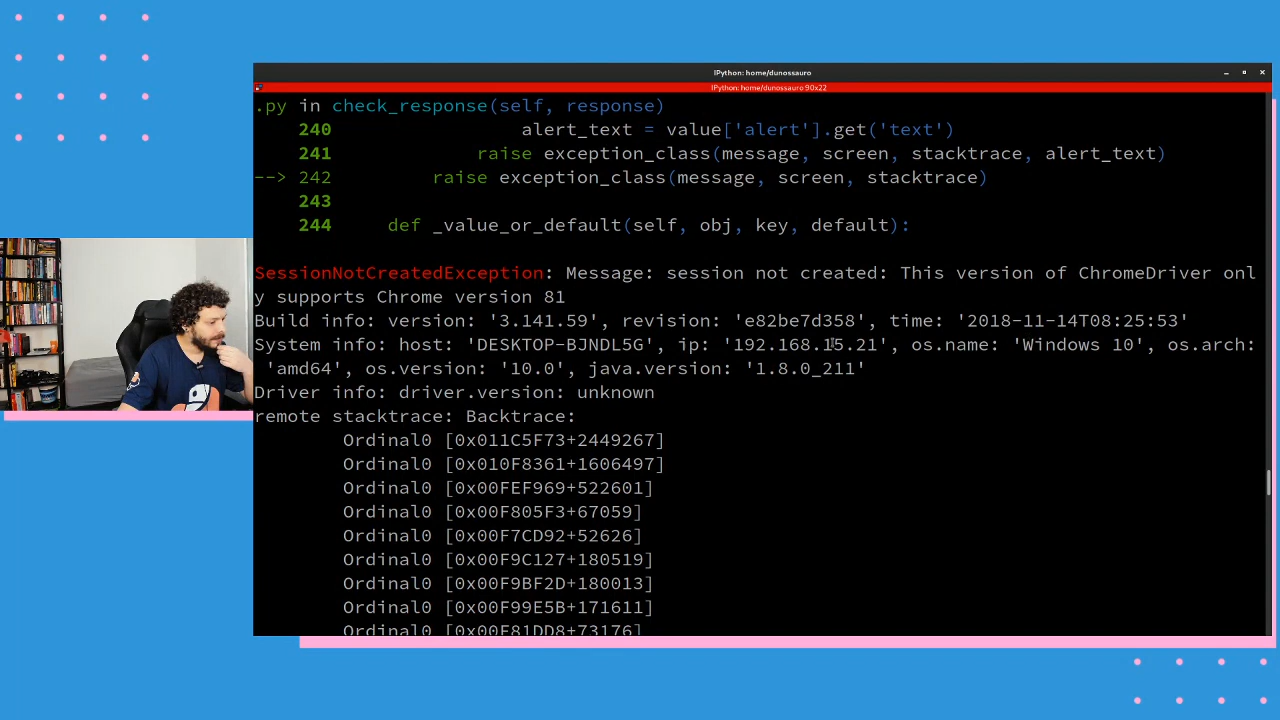 IPython: home/dunossauro
IPython: home/dunossauro 90x22
.py in check_response(self, response)
240 alert_text = value['alert'].get('text')
241 raise exception_class(message, screen, stacktrace, alert_text)
--> 242 raise exception_class(message, screen, stacktrace)
243
244 def _value_or_default(self, obj, key, default):
SessionNotCreatedException: Message: session not created: This version of ChromeDriver onl
y supports Chrome version 81
Build info: version: '3.141.59', revision: 'e82be7d358', time: '2018-11-14T08:25:53'
System info: host: 'DESKTOP-BJNDL5G', ip: '192.168.15.21', os.name: 'Windows 10', os.arch:
'amd64', os.version: '10.0', java.version: '1.8.0_211'
Driver info: driver.version: unknown
remote stacktrace: Backtrace:
Ordinal0 [0x011C5F73+2449267]
Ordinal0 [0x010F8361+1606497]
Ordinal0 [0x00FEF969+522601]
Ordinal0 [0x00F805F3+67059]
Ordinal0 [0x00F7CD92+52626]
Ordinal0 [0x00F9C127+180519]
Ordinal0 [0x00F9BF2D+180013]
Ordinal0 [0x00F99E5B+171611]
Ordinal0 [0x00F81DD8+73176]